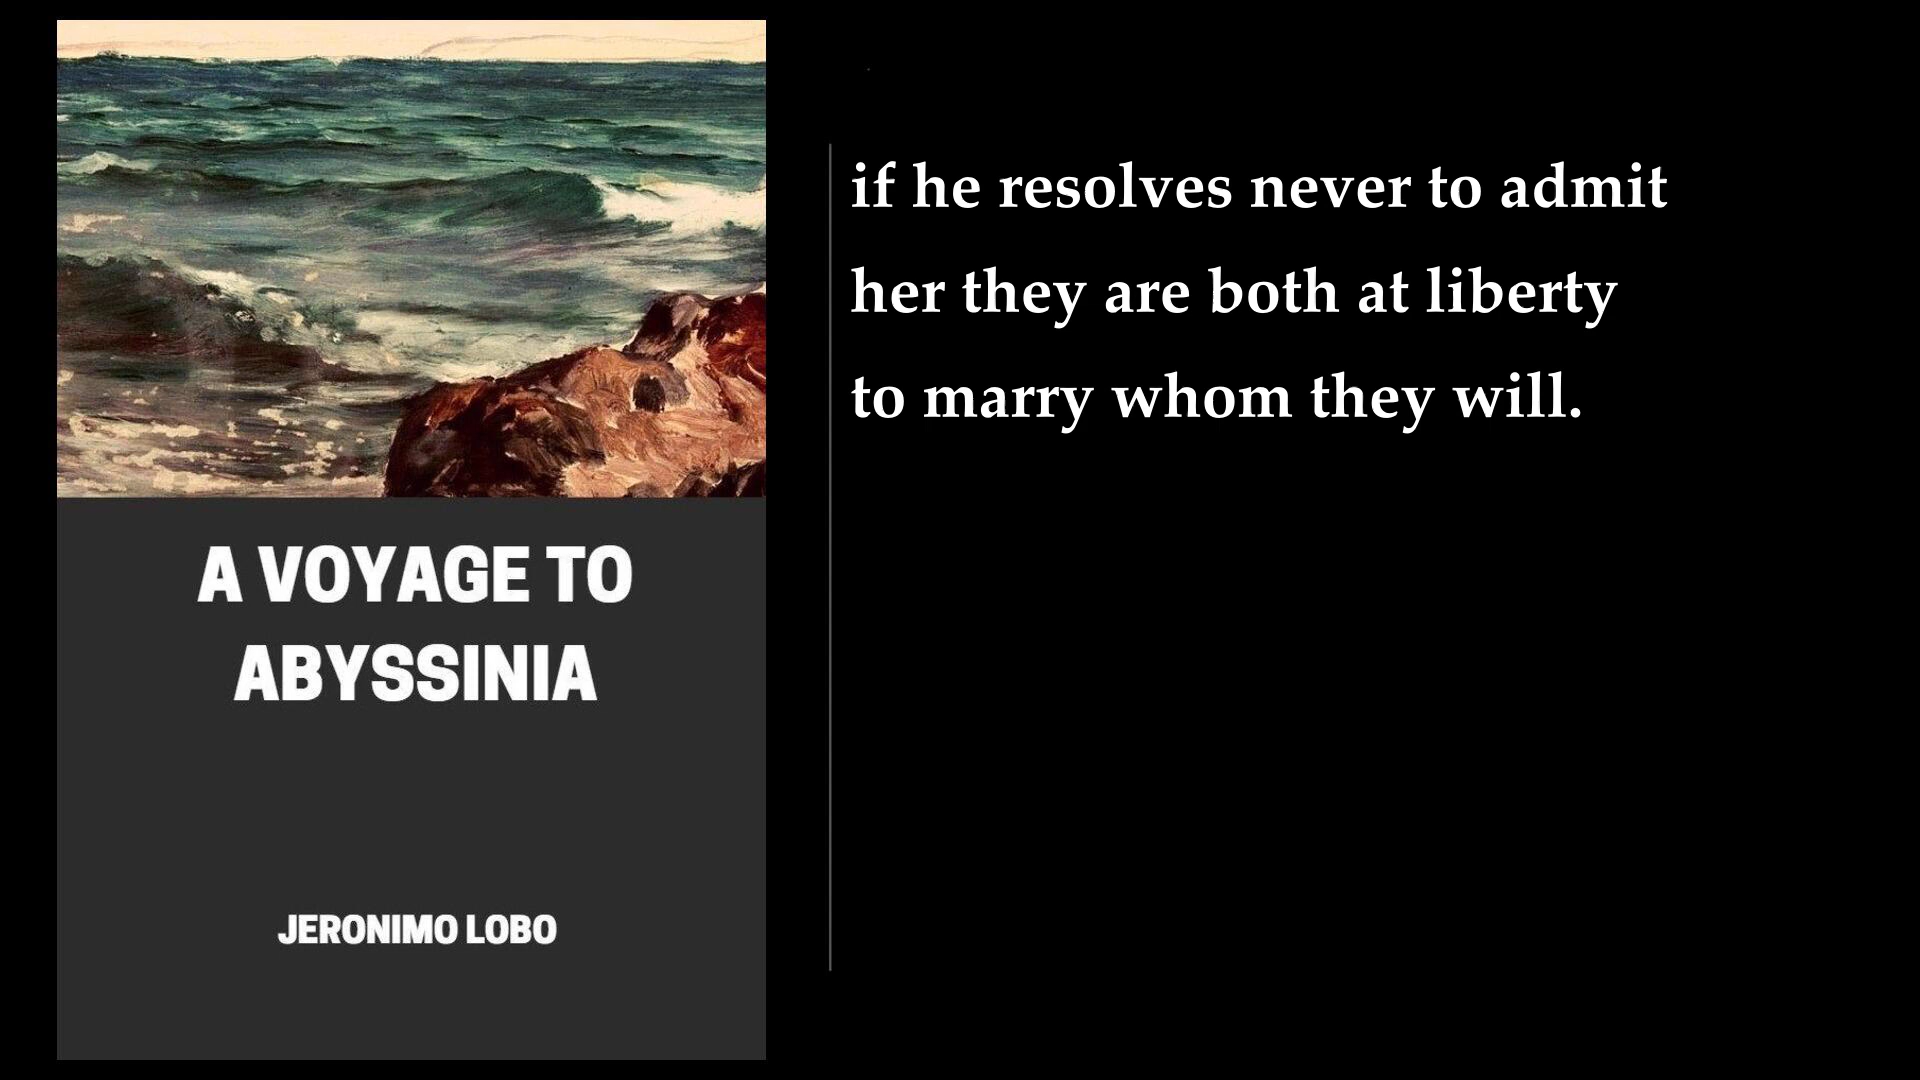 A VOYAGE TO
ABYSSINIA
JERONIMO LOBO
if he resolves never to admit
her they are both at liberty
to marry whom they will.